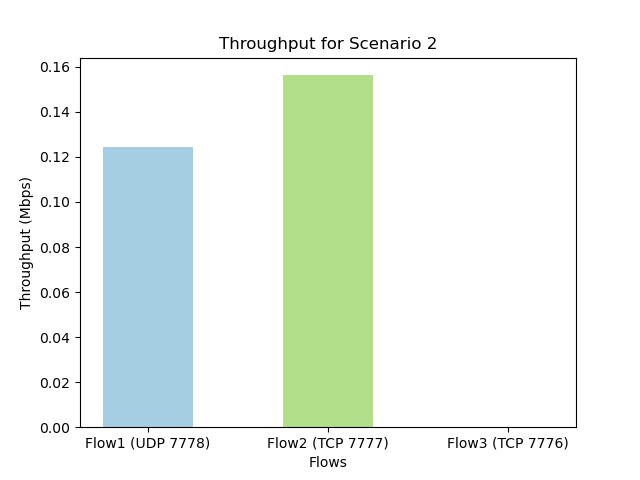 Throughput for Scenario 2
0.16
0.14
0.12
0.10
0.08
0.06
0.04
0.02
0.00
Throughput (Mbps)
Flow1 (UDP 7778)
Flow2 (TCP 7777)
Flow3 (TCP 7776)
Flows